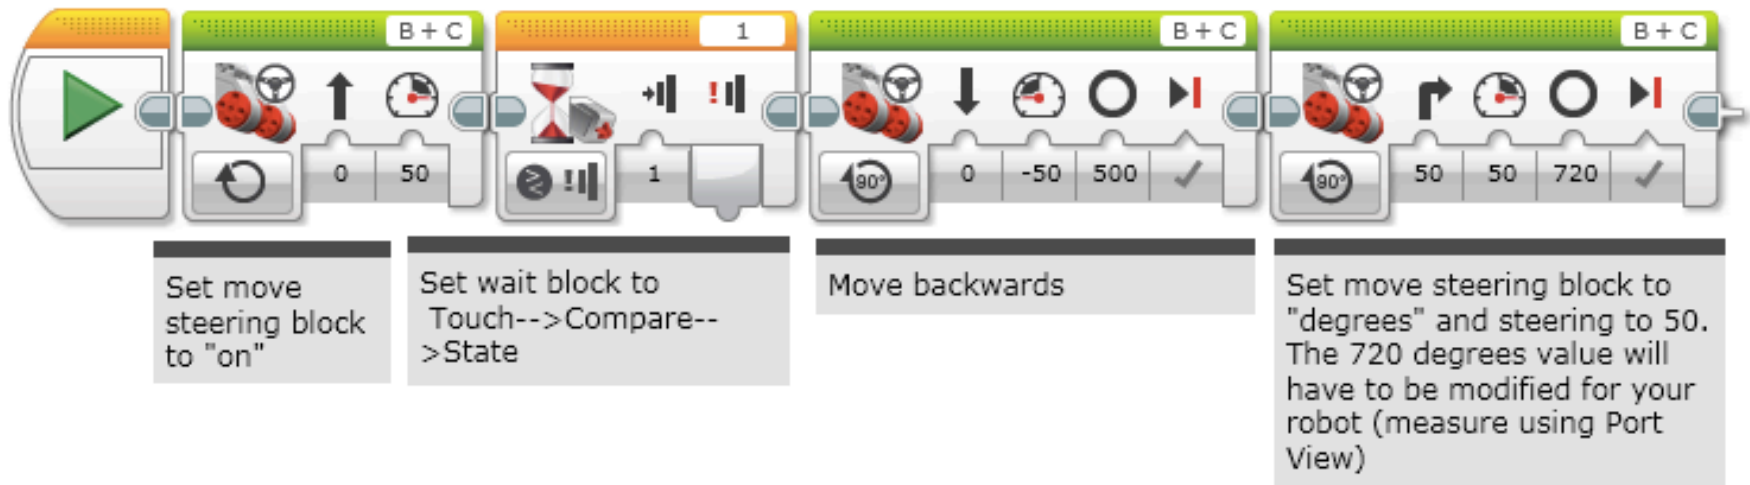 B + C
1
B + C
B + C
0
50
1
90°
0
-50
500
90°
50
50
720
Set move
steering block
to "on"
Set wait block to
Touch-->Compare--
>State
Move backwards
Set move steering block to
"degrees" and steering to 50.
The 720 degrees value will
have to be modified for your
robot (measure using Port
View)